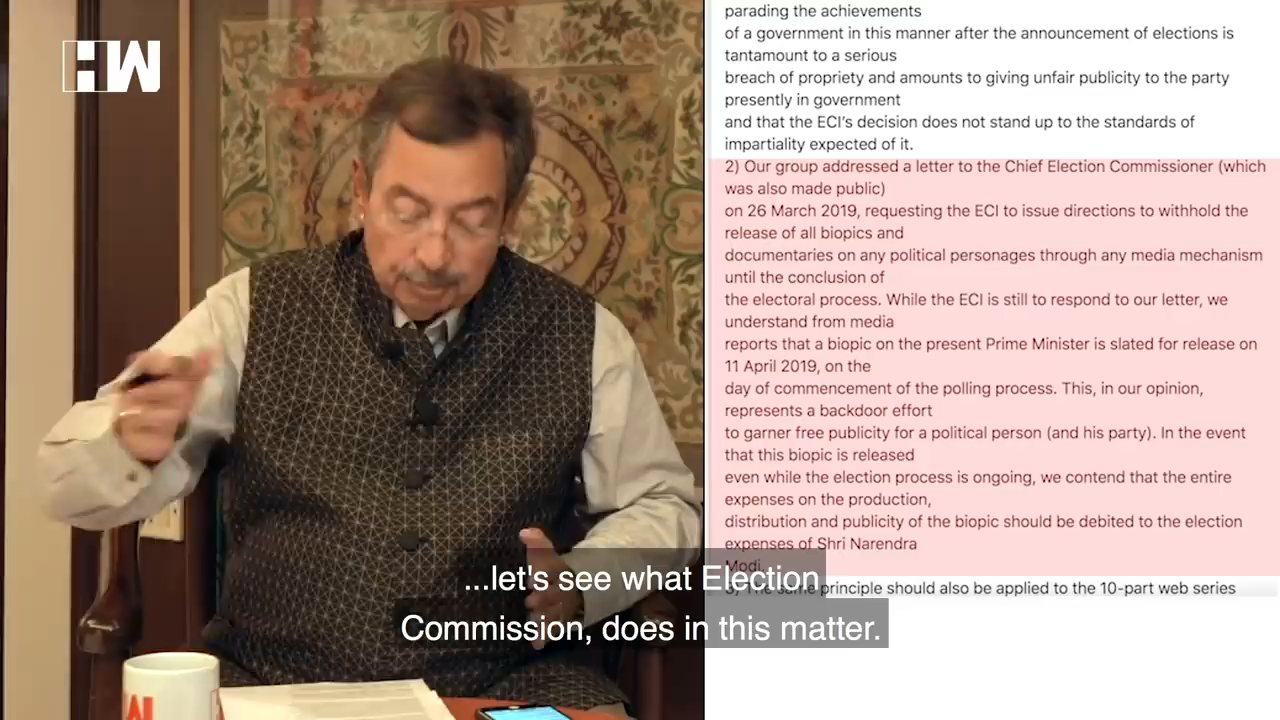 HW
parading the achievements
of a government in this manner after the announcement of elections is
tantamount to a serious
breach of propriety and amounts to giving unfair publicity to the party
presently in government
and that the ECI's decision does not stand up to the standards of
impartiality expected of it.
2) Our group addressed a letter to the Chief Election Commissioner (which
was also made public)
on 26 March 2019, requesting the ECI to issue directions to withhold the
release of all biopics and
documentaries on any political personages through any media mechanism
until the conclusion of
the electoral process. While the ECI is still to respond to our letter, we
understand from media
reports that a biopic on the present Prime Minister is slated for release on
11 April 2019, on the
day of commencement of the polling process. This, in our opinion,
represents a backdoor effort
to garner free publicity for a political person (and his party). In the event
that this biopic is released
even while the election process is ongoing, we contend that the entire
expenses on the production,
distribution and publicity of the biopic should be debited to the election
expenses of Shri Narendra
Modi.
3) The same principle should also be applied to the 10-part web series
...let's see what Election
Commission, does in this matter.